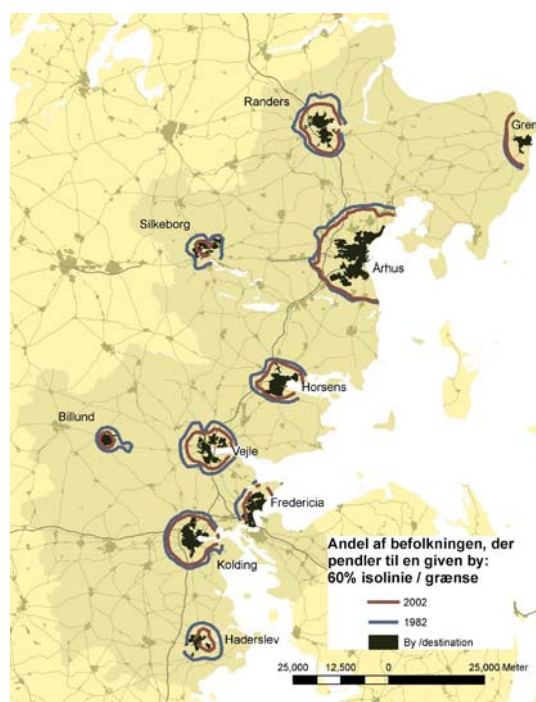 Randers
Gren
Silkeborg
Århus
Horsens
Billund
Vejle
Fredericia
Kolding
Haderslev
Andel af befolkningen, der
pendler til en given by:
60% isolinie / grænse
2002
1982
By /destination
25,000 12,500 0 25,000 Meter